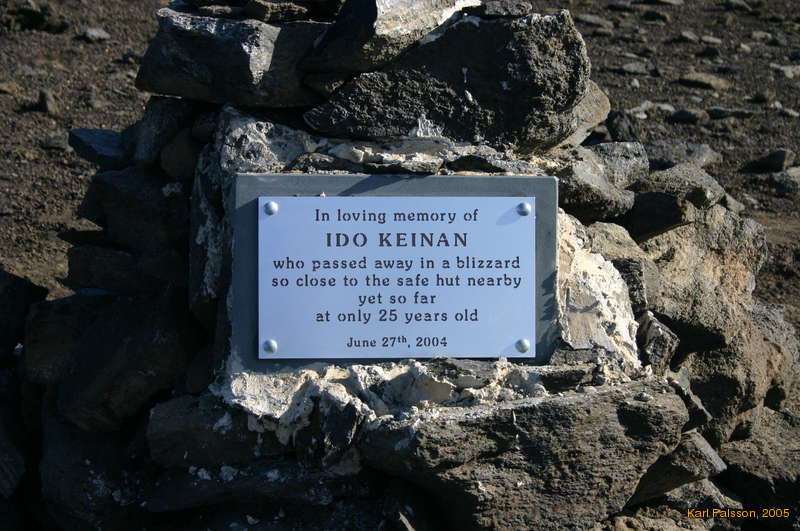 In loving memory of
IDO KEINAN
who passed away in a blizzard
so close to the safe hut nearby
yet so far
at only 25 years old
June 27th, 2004
Karl Palsson, 2005